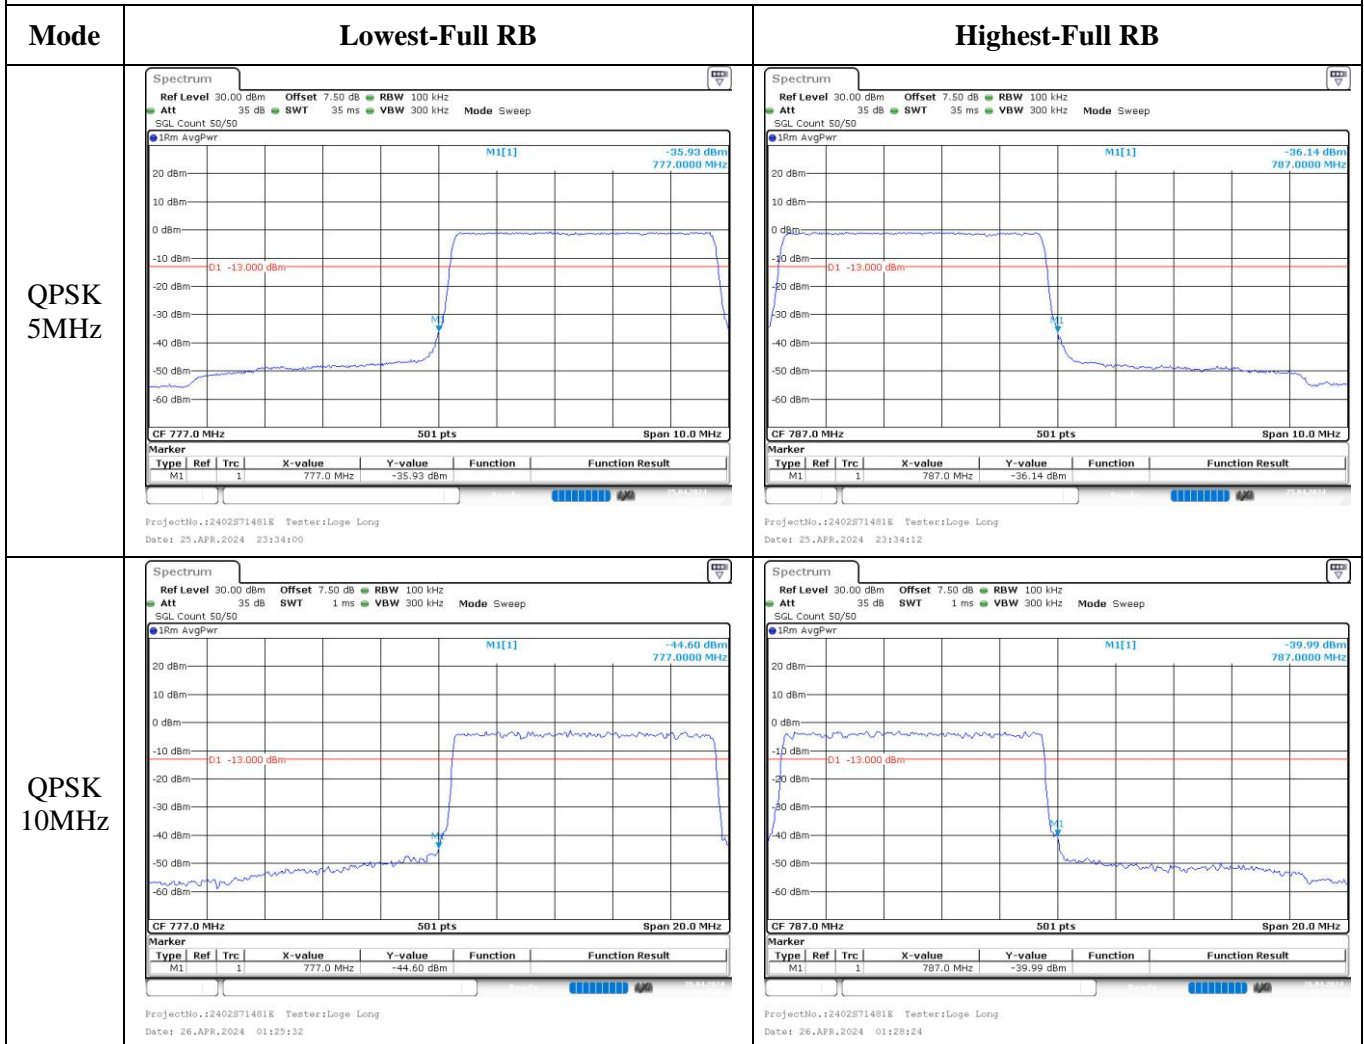 Mode Lowest-Full RB Highest-Full RB
QPSK
5MHz
Spectrum
Ref Level 30.00 dBm Offset 7.50 dB RBW 100 kHz
Att 35 dB SWT 35 ms VBW 300 kHz Mode Sweep
SGL Count 50/50
1Rm AvgPwr
M1[1] -35.93 dBm
777.0000 MHz
20 dBm
10 dBm
0 dBm
-10 dBm
D1 -13.000 dBm
-20 dBm
-30 dBm
M1
-40 dBm
-50 dBm
-60 dBm
CF 777.0 MHz 501 pts Span 10.0 MHz
Marker
Type Ref Trc X-value Y-value Function Function Result
M1 1 777.0 MHz -35.93 dBm
ProjectNo.:2402S71481E Tester:Loge Long
Date: 25.APR.2024 23:34:00
Spectrum
Ref Level 30.00 dBm Offset 7.50 dB RBW 100 kHz
Att 35 dB SWT 35 ms VBW 300 kHz Mode Sweep
SGL Count 50/50
1Rm AvgPwr
M1[1] -36.14 dBm
787.0000 MHz
20 dBm
10 dBm
0 dBm
-10 dBm
D1 -13.000 dBm
-20 dBm
-30 dBm
M1
-40 dBm
-50 dBm
-60 dBm
CF 787.0 MHz 501 pts Span 10.0 MHz
Marker
Type Ref Trc X-value Y-value Function Function Result
M1 1 787.0 MHz -36.14 dBm
ProjectNo.:2402S71481E Tester:Loge Long
Date: 25.APR.2024 23:34:12
QPSK
10MHz
Spectrum
Ref Level 30.00 dBm Offset 7.50 dB RBW 100 kHz
Att 35 dB SWT 1 ms VBW 300 kHz Mode Sweep
SGL Count 50/50
1Rm AvgPwr
M1[1] -44.60 dBm
777.0000 MHz
20 dBm
10 dBm
0 dBm
-10 dBm
D1 -13.000 dBm
-20 dBm
-30 dBm
-40 dBm
M1
-50 dBm
-60 dBm
CF 777.0 MHz 501 pts Span 20.0 MHz
Marker
Type Ref Trc X-value Y-value Function Function Result
M1 1 777.0 MHz -44.60 dBm
ProjectNo.:2402S71481E Tester:Loge Long
Date: 26.APR.2024 01:25:32
Spectrum
Ref Level 30.00 dBm Offset 7.50 dB RBW 100 kHz
Att 35 dB SWT 1 ms VBW 300 kHz Mode Sweep
SGL Count 50/50
1Rm AvgPwr
M1[1] -39.99 dBm
787.0000 MHz
20 dBm
10 dBm
0 dBm
-10 dBm
D1 -13.000 dBm
-20 dBm
-30 dBm
M1
-40 dBm
-50 dBm
-60 dBm
CF 787.0 MHz 501 pts Span 20.0 MHz
Marker
Type Ref Trc X-value Y-value Function Function Result
M1 1 787.0 MHz -39.99 dBm
ProjectNo.:2402S71481E Tester:Loge Long
Date: 26.APR.2024 01:28:24